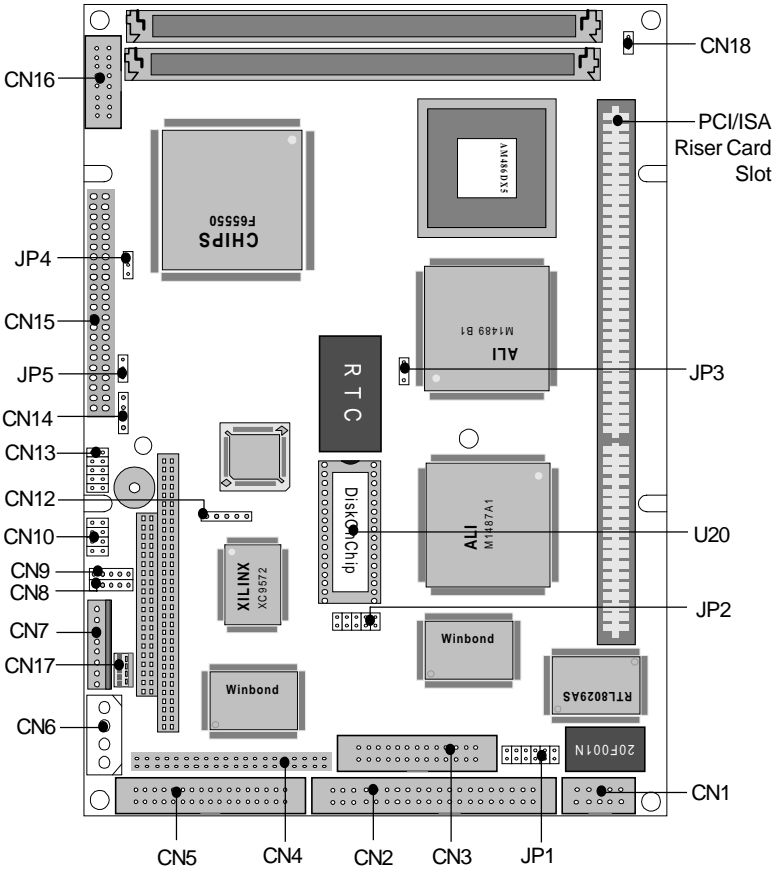 CN18
CN16
PCI/ISA
Riser Card
Slot
AM486DX5
CHIPS
F65550
JP4
M1489 B1
ALI
CN15
RTC
JP5
JP3
CN14
CN13
CN12
DiskOnChip
ALI
M1487A1
U20
CN10
XILINX
XC9572
CN9
CN8
JP2
CN7
Winbond
CN17
Winbond
RTL8029AS
CN6
20F001N
CN1
CN5
CN4
CN2
CN3
JP1